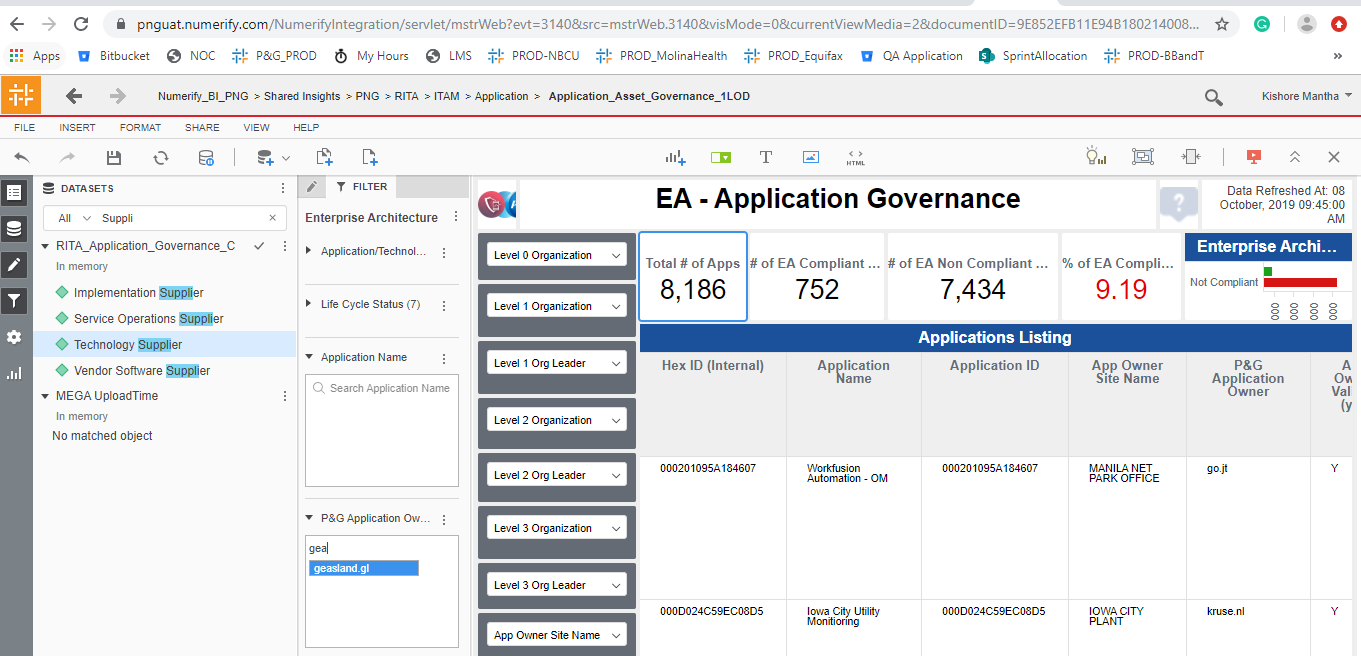 pnguat.numerify.com/NumerifyIntegration/servlet/mstrWeb?evt=3140&src=mstrWeb.3140&visMode=0&currentViewMedia=2&documentID=9E852EFB11E94B180214008...
Apps Bitbucket NOC P&G_PROD My Hours LMS PROD-NBCU PROD_MolinaHealth PROD_Equifax QA Application SprintAllocation PROD-BBandT »
Numerify_BI_PNG > Shared Insights > PNG > RITA > ITAM > Application > Application_Asset_Governance_1LOD
Kishore Mantha
FILE INSERT FORMAT SHARE VIEW HELP
HTML
DATASETS
All Suppli
RITA_Application_Governance_C
In memory
Implementation Supplier
Service Operations Supplier
Technology Supplier
Vendor Software Supplier
MEGA UploadTime
In memory
No matched object
FILTER
Enterprise Architecture
Application/Technol...
Life Cycle Status (7)
Application Name
Search Application Name
P&G Application Ow...
gea
geasland.gl
EA - Application Governance
?
Data Refreshed At: 08
October, 2019 09:45:00
AM
Level 0 Organization
Level 1 Organization
Level 1 Org Leader
Level 2 Organization
Level 2 Org Leader
Level 3 Organization
Level 3 Org Leader
App Owner Site Name
Total # of Apps
8,186
# of EA Compliant ...
752
# of EA Non Compliant ...
7,434
% of EA Compli...
9.19
Enterprise Archi...
Not Compliant
000 000 000 000
Applications Listing
Hex ID (Internal)
Application
Name
Application ID
App Owner
Site Name
P&G
Application
Owner
A
Ow
Val
(y
000201095A184607
Workfusion
Automation - OM
000201095A184607
MANILA NET
PARK OFFICE
go.jt
Y
000D024C59EC08D5
Iowa City Utility
Monitoring
000D024C59EC08D5
IOWA CITY
PLANT
kruse.nl
Y